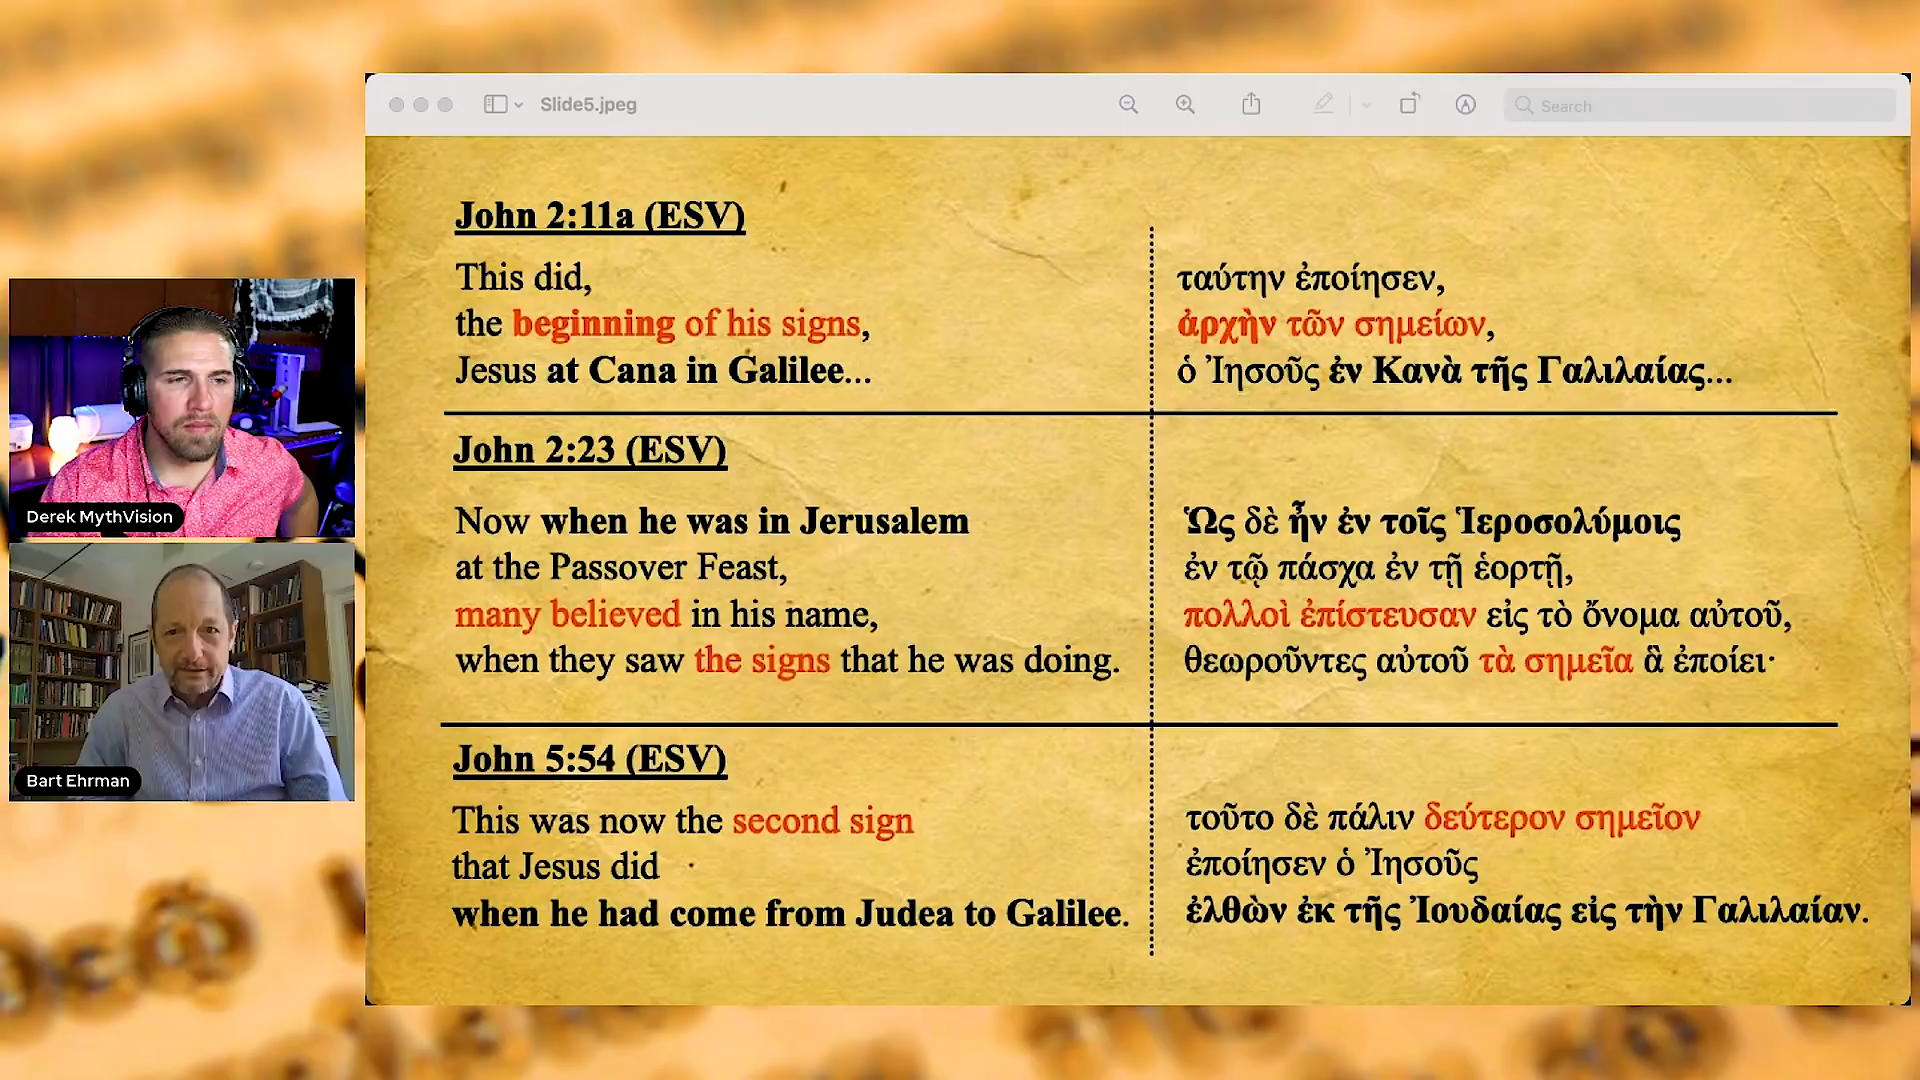 Slide5.jpeg
Search
John 2:11a (ESV)
This did,
the beginning of his signs,
Jesus at Cana in Galilee...
ταύτην ἐποίησεν,
ἀρχὴν τῶν σημείων,
ὁ Ἰησοῦς ἐν Κανὰ τῆς Γαλιλαίας...
John 2:23 (ESV)
Now when he was in Jerusalem
at the Passover Feast,
many believed in his name,
when they saw the signs that he was doing.
Ὡς δὲ ἦν ἐν τοῖς Ἱεροσολύμοις
ἐν τῷ πάσχα ἐν τῇ ἑορτῇ,
πολλοὶ ἐπίστευσαν εἰς τὸ ὄνομα αὐτοῦ,
θεωροῦντες αὐτοῦ τὰ σημεῖα ἃ ἐποίει·
John 5:54 (ESV)
This was now the second sign
that Jesus did
when he had come from Judea to Galilee.
τοῦτο δὲ πάλιν δεύτερον σημεῖον
ἐποίησεν ὁ Ἰησοῦς
ἐλθὼν ἐκ τῆς Ἰουδαίας εἰς τὴν Γαλιλαίαν.
Derek MythVision
Bart Ehrman